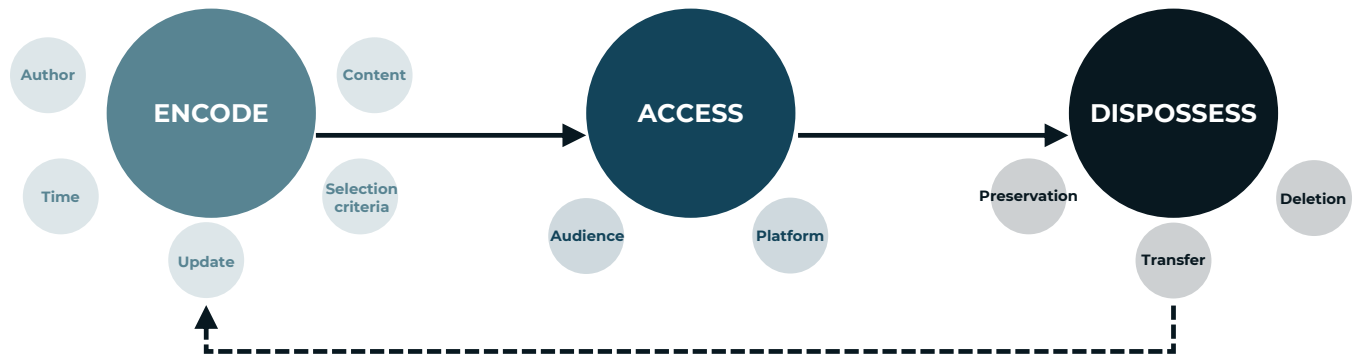 Author
ENCODE
Content
Time
Selection
criteria
Update
ACCESS
Audience
Platform
DISPOSSESS
Preservation
Transfer
Deletion